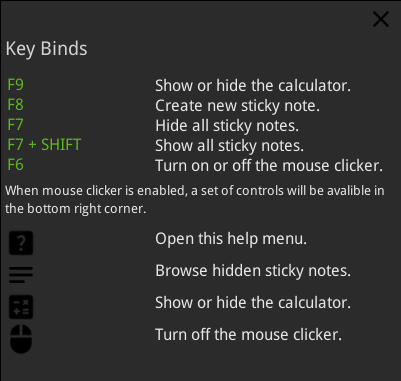 Key Binds
F9 Show or hide the calculator.
F8 Create new sticky note.
F7 Hide all sticky notes.
F7 + SHIFT Show all sticky notes.
F6 Turn on or off the mouse clicker.
When mouse clicker is enabled, a set of controls will be avalible in
the bottom right corner.
? Open this help menu.
Browse hidden sticky notes.
Show or hide the calculator.
Turn off the mouse clicker.